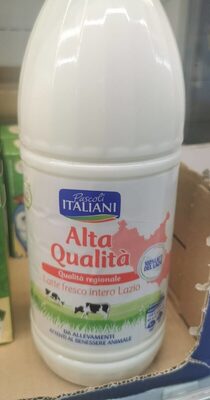 Pascoli
ITALIANI
Alta
Qualità
Qualità regionale
Latte fresco intero Lazio
DA ALLEVAMENTI
ATTENTI AL BENESSERE ANIMALE